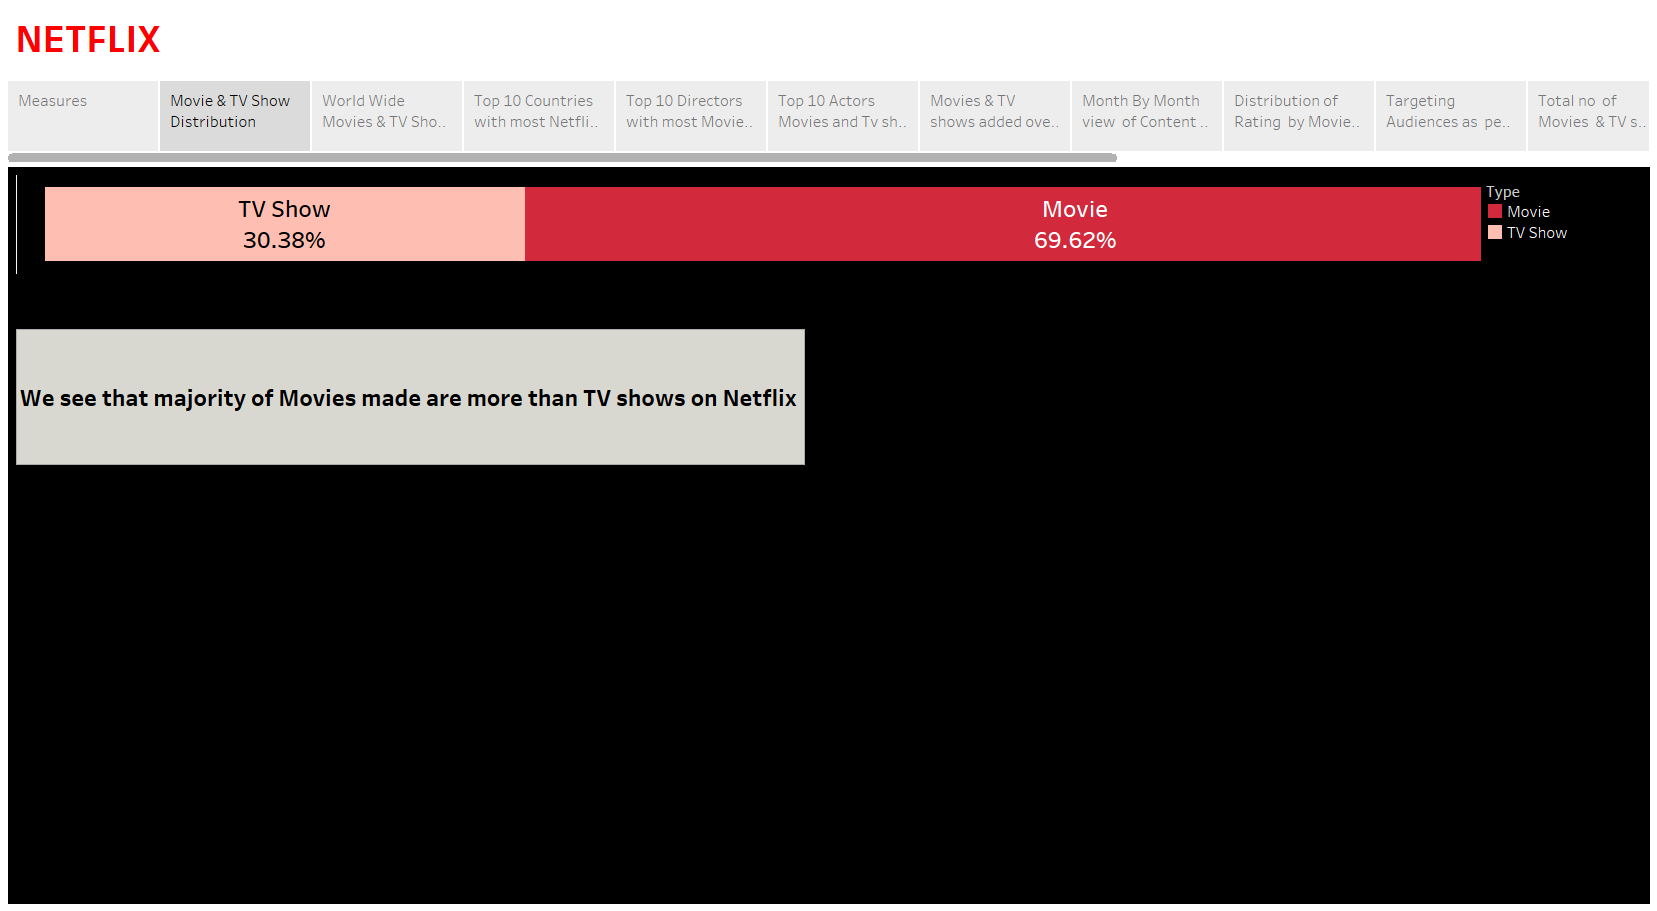 NETFLIX
Measures
Movie & TV Show
Distribution
World Wide
Movies & TV Sho..
Top 10 Countries
with most Netfli..
Top 10 Directors
with most Movie..
Top 10 Actors
Movies and Tv sh..
Movies & TV
shows added ove..
Month By Month
view of Content ..
Distribution of
Rating by Movie..
Targeting
Audiences as pe..
Total no of
Movies & TV s..
TV Show
30.38%
Movie
69.62%
Type
Movie
TV Show
We see that majority of Movies made are more than TV shows on Netflix